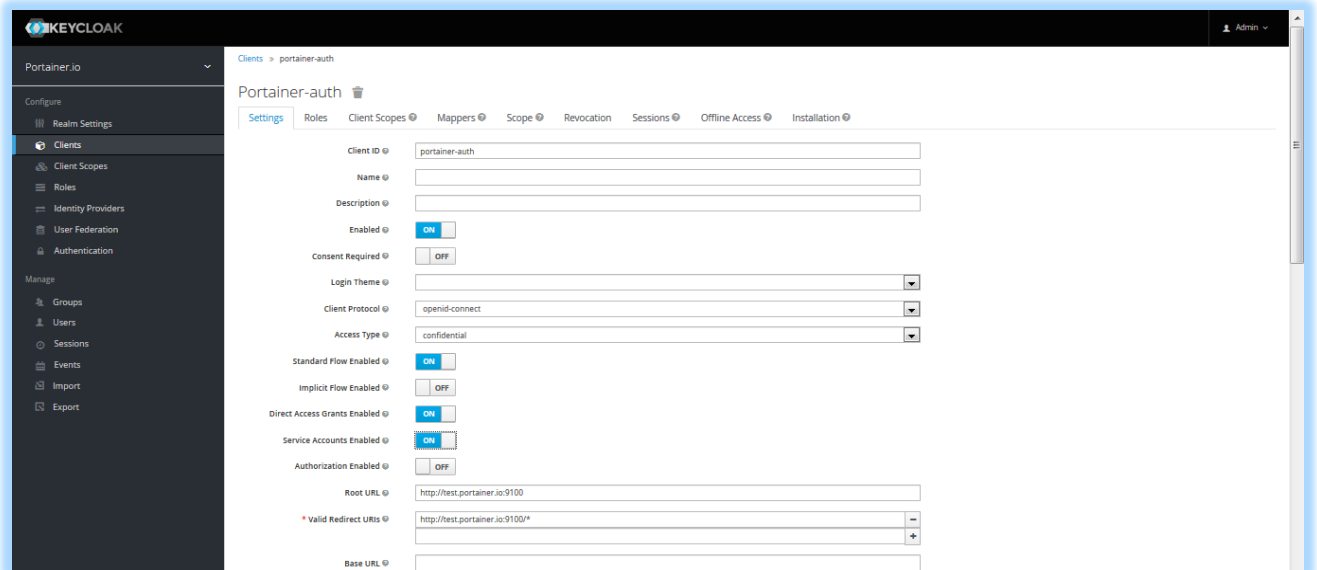 KEYCLOAK
Admin
Portainer.io
Configure
Realm Settings
Clients
Client Scopes
Roles
Identity Providers
User Federation
Authentication
Manage
Groups
Users
Sessions
Events
Import
Export
Clients » portainer-auth
Portainer-auth
Settings Roles Client Scopes Mappers Scope Revocation Sessions Offline Access Installation
Client ID portainer-auth
Name
Description
Enabled ON
Consent Required OFF
Login Theme
Client Protocol openid-connect
Access Type confidential
Standard Flow Enabled ON
Implicit Flow Enabled OFF
Direct Access Grants Enabled ON
Service Accounts Enabled ON
Authorization Enabled OFF
Root URL http://test.portainer.io:9100
* Valid Redirect URIs http://test.portainer.io:9100/* -
+
Base URL